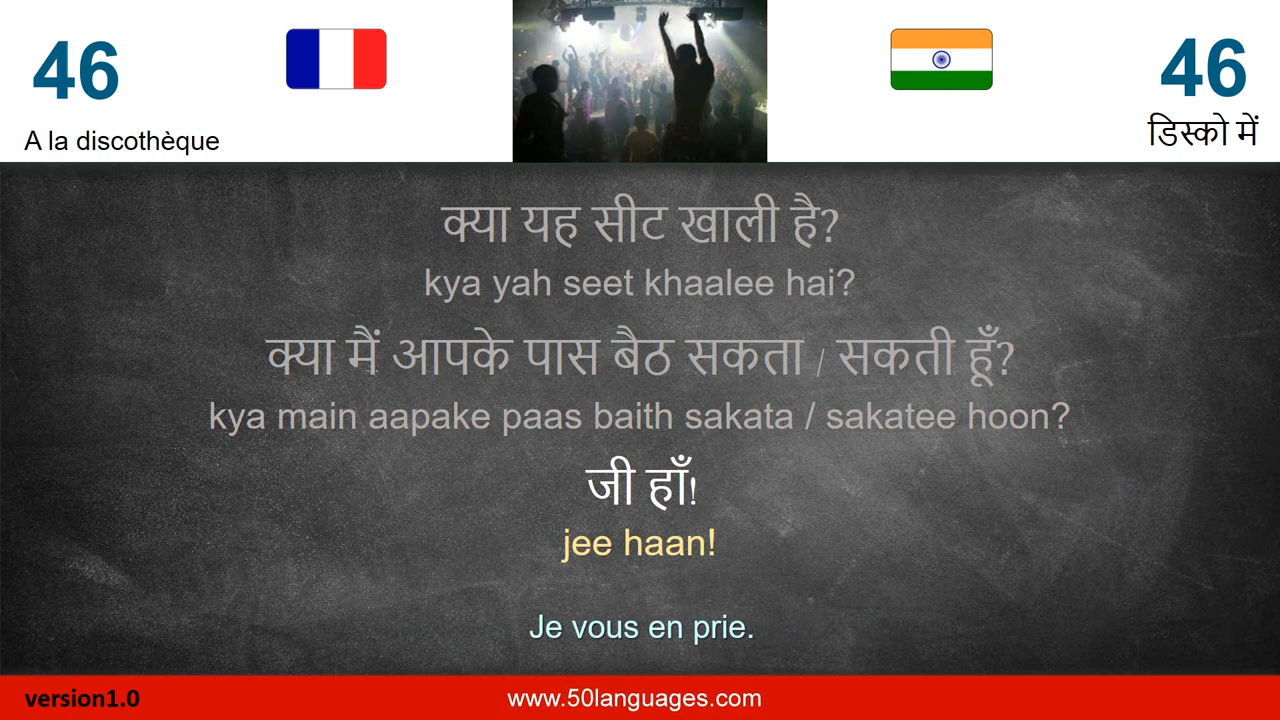 46
46
A la discothèque
डिस्को में
क्या यह सीट खाली है?
kya yah seet khaalee hai?
क्या मैं आपके पास बैठ सकता / सकती हूँ?
kya main aapake paas baith sakata / sakatee hoon?
जी हाँ!
jee haan!
Je vous en prie.
version1.0
www.50languages.com